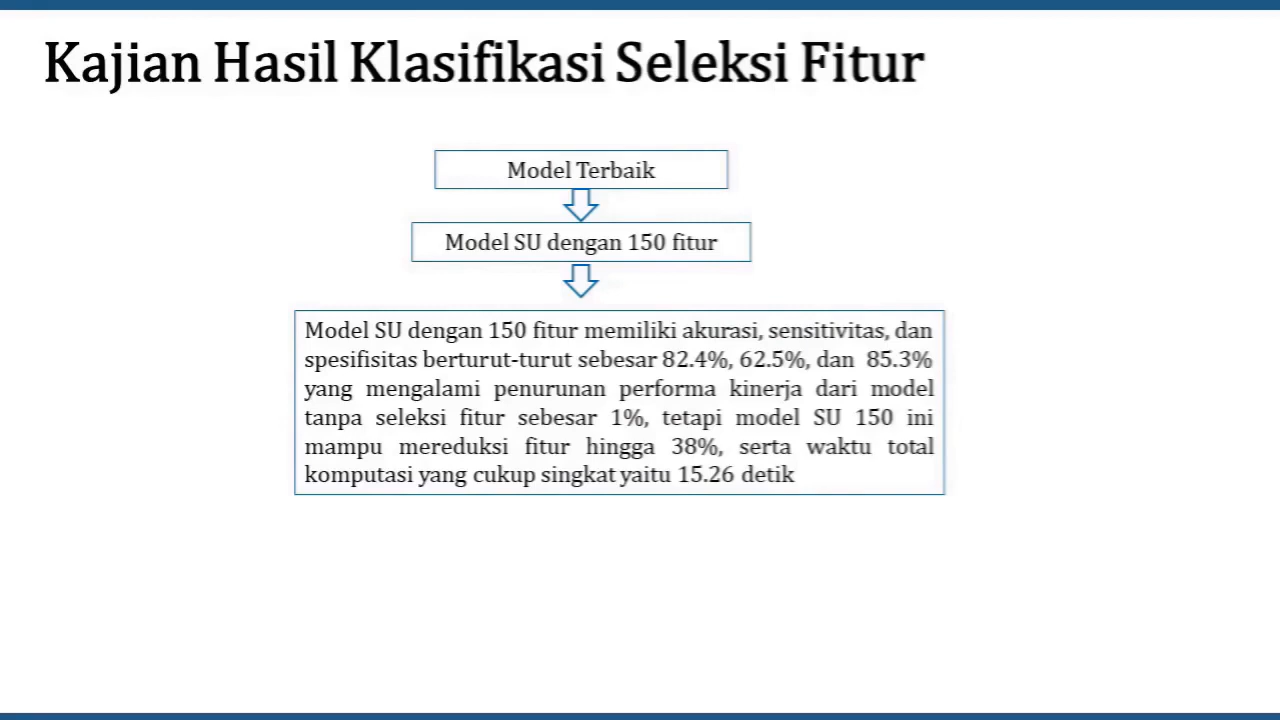 Kajian Hasil Klasifikasi Seleksi Fitur
Model Terbaik
Model SU dengan 150 fitur
Model SU dengan 150 fitur memiliki akurasi, sensitivitas, dan
spesifisitas berturut-turut sebesar 82.4%, 62.5%, dan 85.3%
yang mengalami penurunan performa kinerja dari model
tanpa seleksi fitur sebesar 1%, tetapi model SU 150 ini
mampu mereduksi fitur hingga 38%, serta waktu total
komputasi yang cukup singkat yaitu 15.26 detik